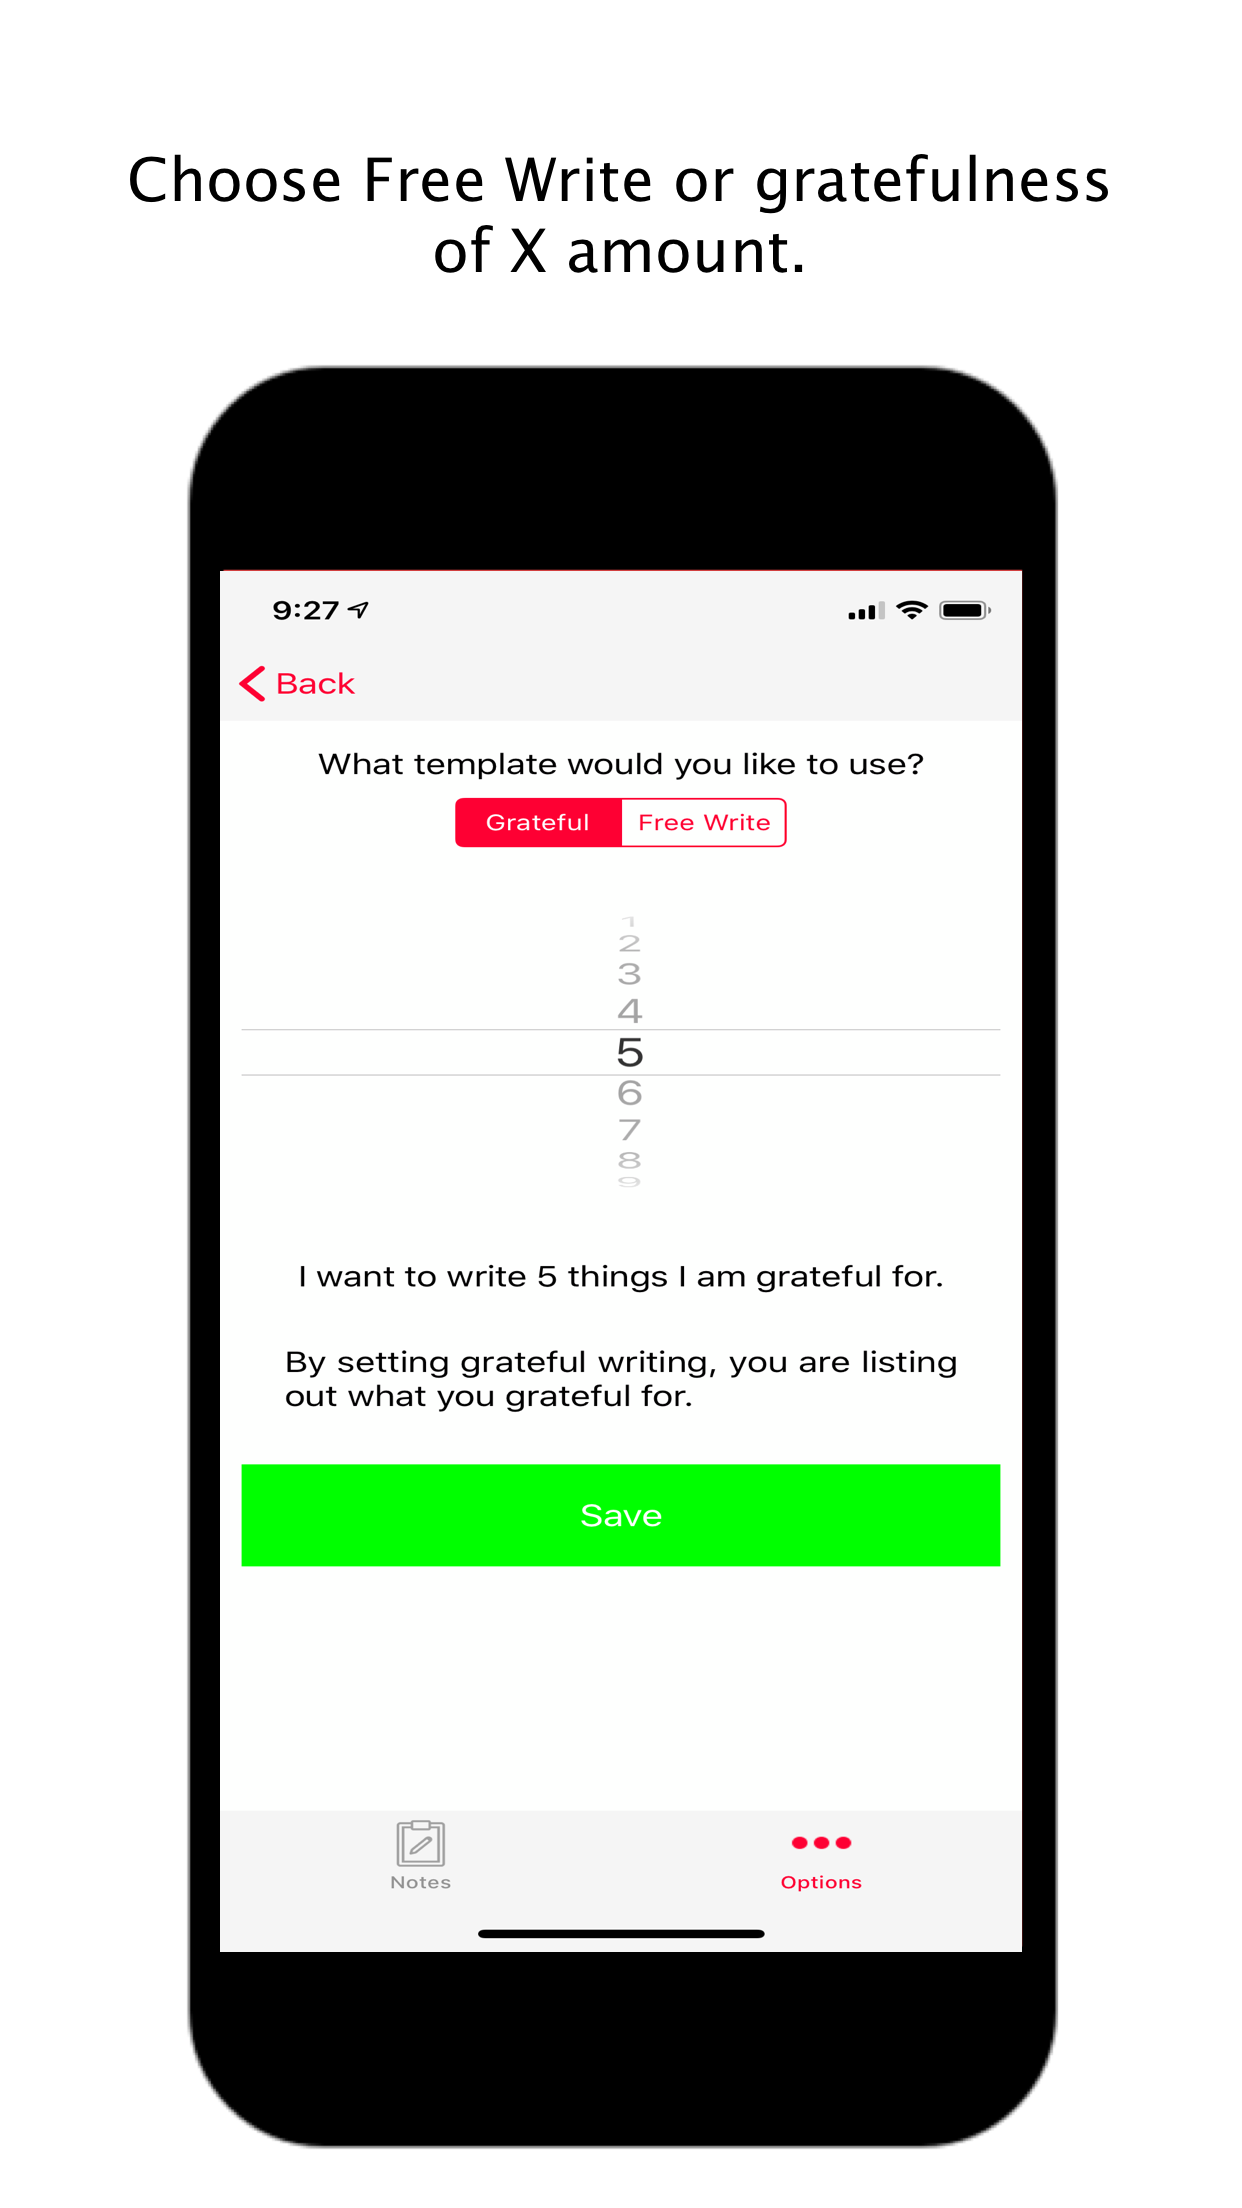 Choose Free Write or gratefulness
of X amount.
9:27
Back
What template would you like to use?
Grateful Free Write
1
2
3
4
5
6
7
8
9
I want to write 5 things I am grateful for.
By setting grateful writing, you are listing
out what you grateful for.
Save
Notes Options